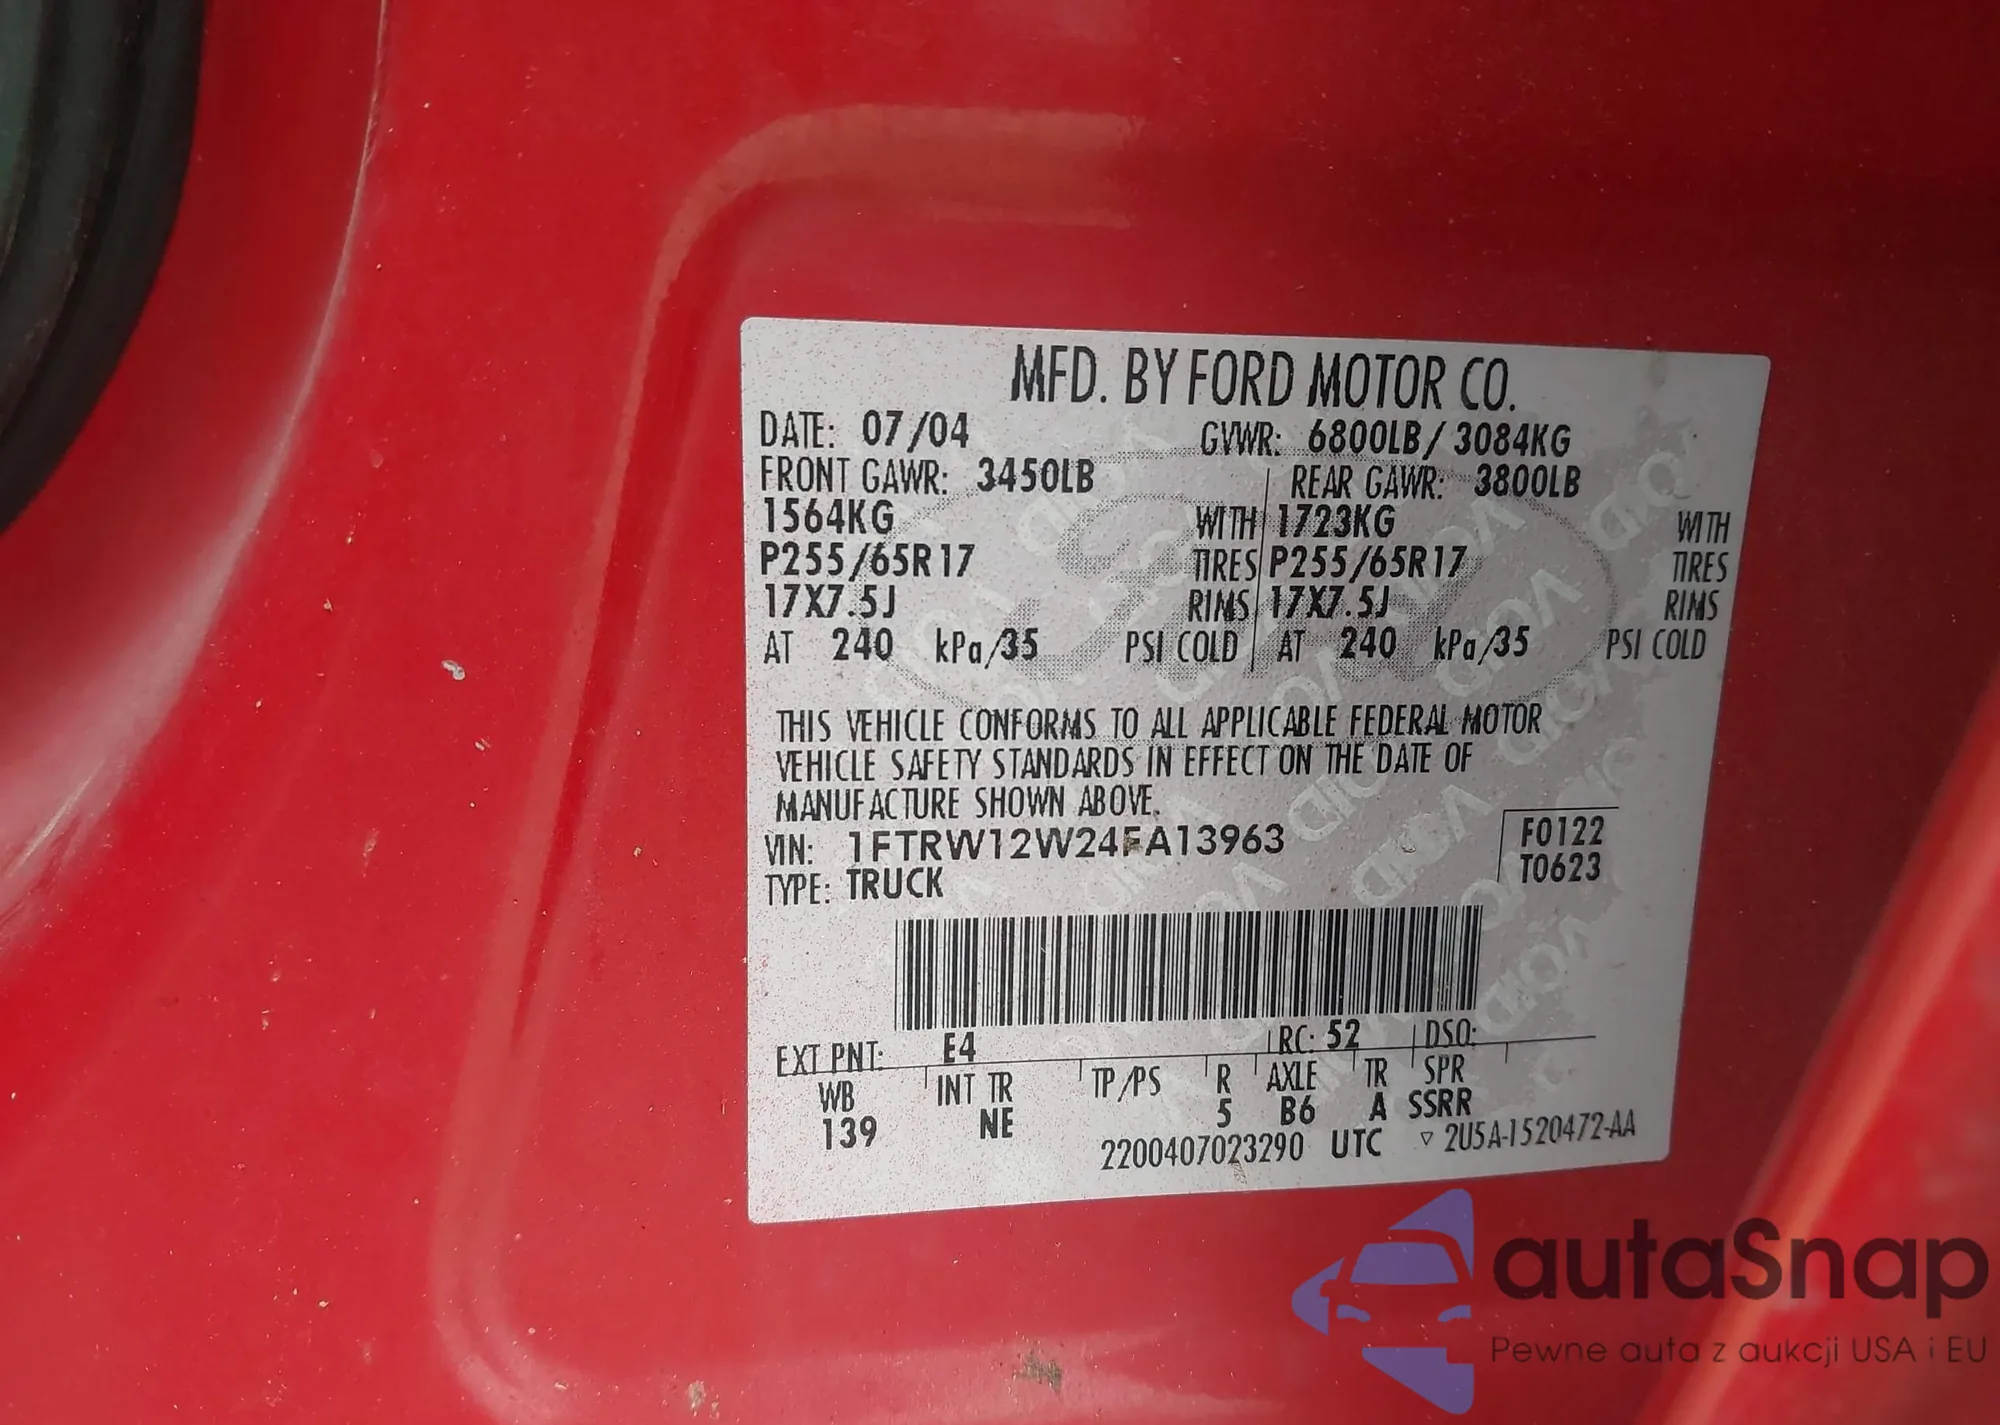 MFD. BY FORD MOTOR CO.
DATE: 07/04 GVWR: 6800LB/3084KG
FRONT GAWR: 3450LB REAR GAWR: 3800LB
1564KG WITH 1723KG WITH
P255/65R17 TIRES P255/65R17 TIRES
17X7.5J RIMS 17X7.5J RIMS
AT 240 kPa/35 PSI COLD AT 240 kPa/35 PSI COLD
THIS VEHICLE CONFORMS TO ALL APPLICABLE FEDERAL MOTOR
VEHICLE SAFETY STANDARDS IN EFFECT ON THE DATE OF
MANUFACTURE SHOWN ABOVE.
VIN: 1FTRW12W24FA13963 F0122
TYPE: TRUCK T0623
EXT PNT: E4 RC: 52 DSO:
WB INT TR TP/PS R AXLE TR SPR
139 NE 5 B6 A SSRR
2200407023290 UTC ▽ 2U5A-1520472-AA
autaSnap
Pewne auta z aukcji USA i EU